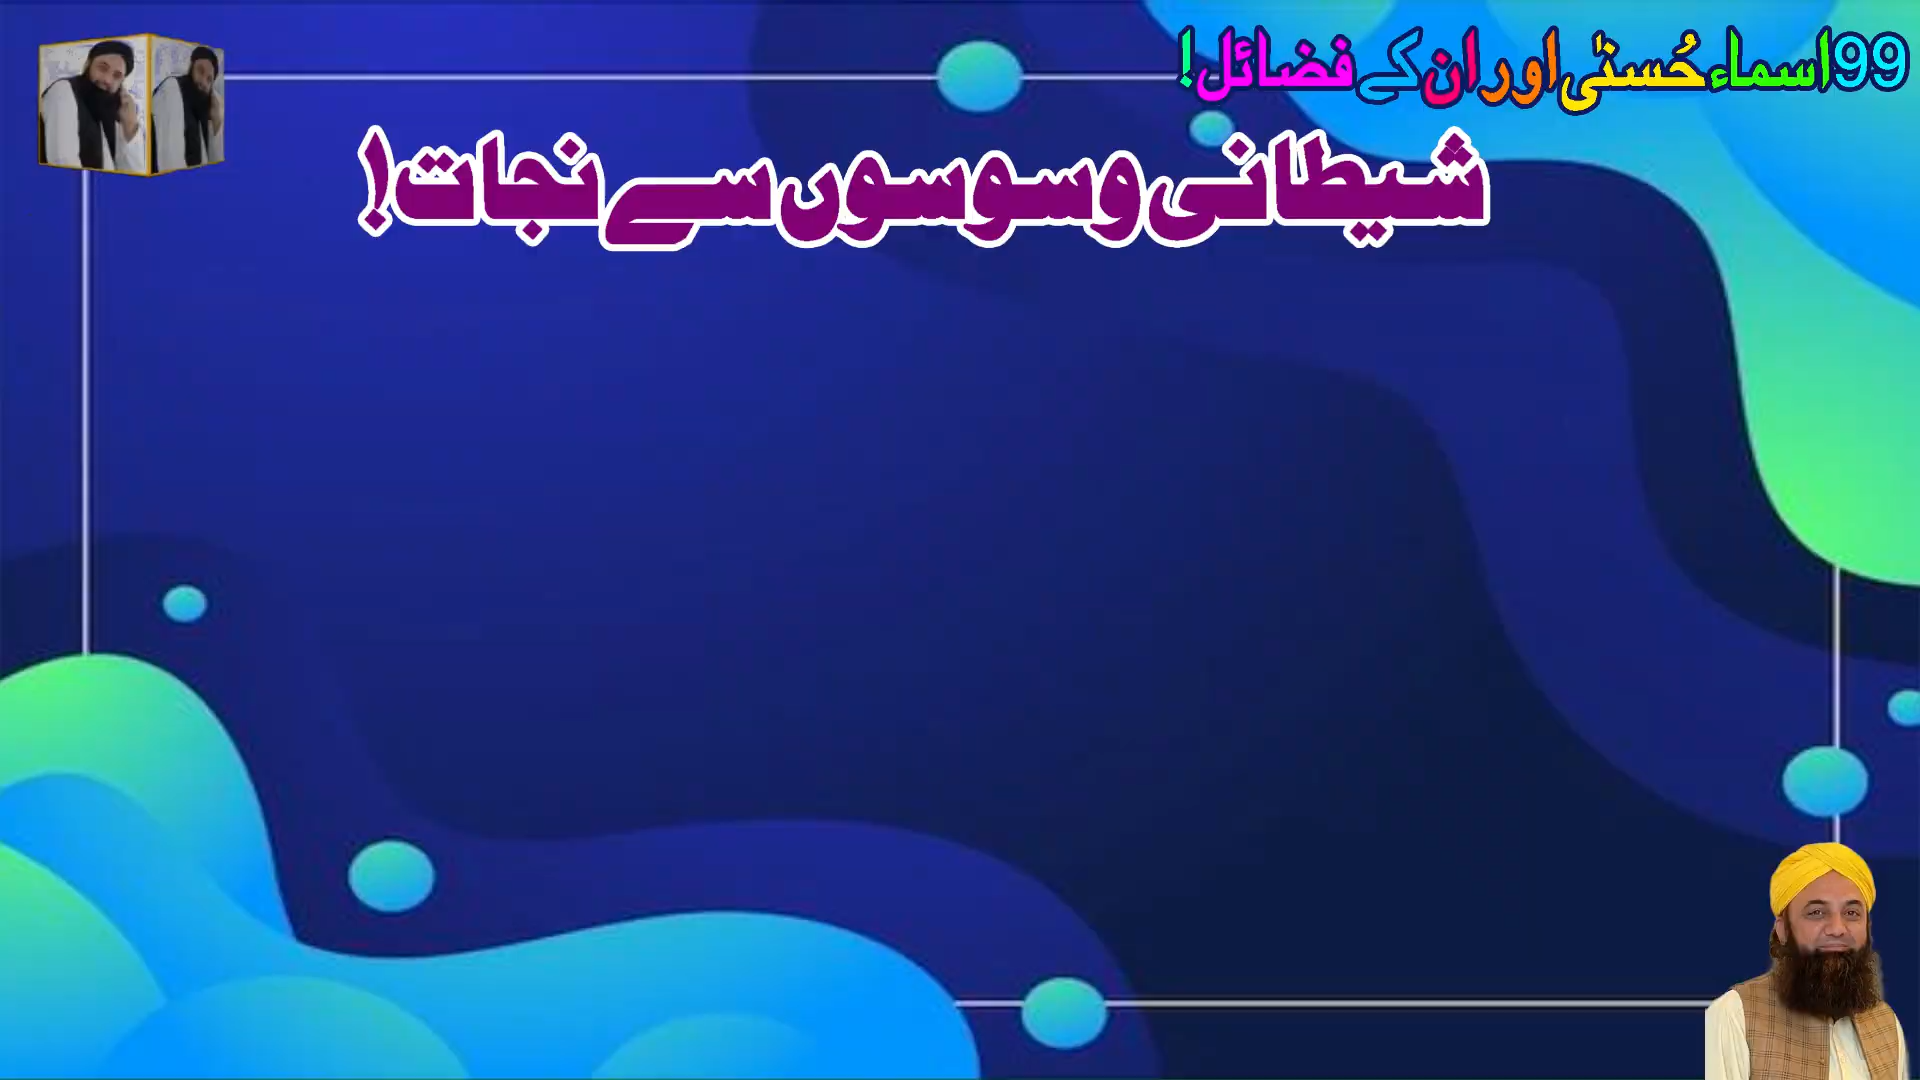 99اسماء حُسنٰی اور ان کے فضائل!
شیطانی وسوسوں سے نجات!